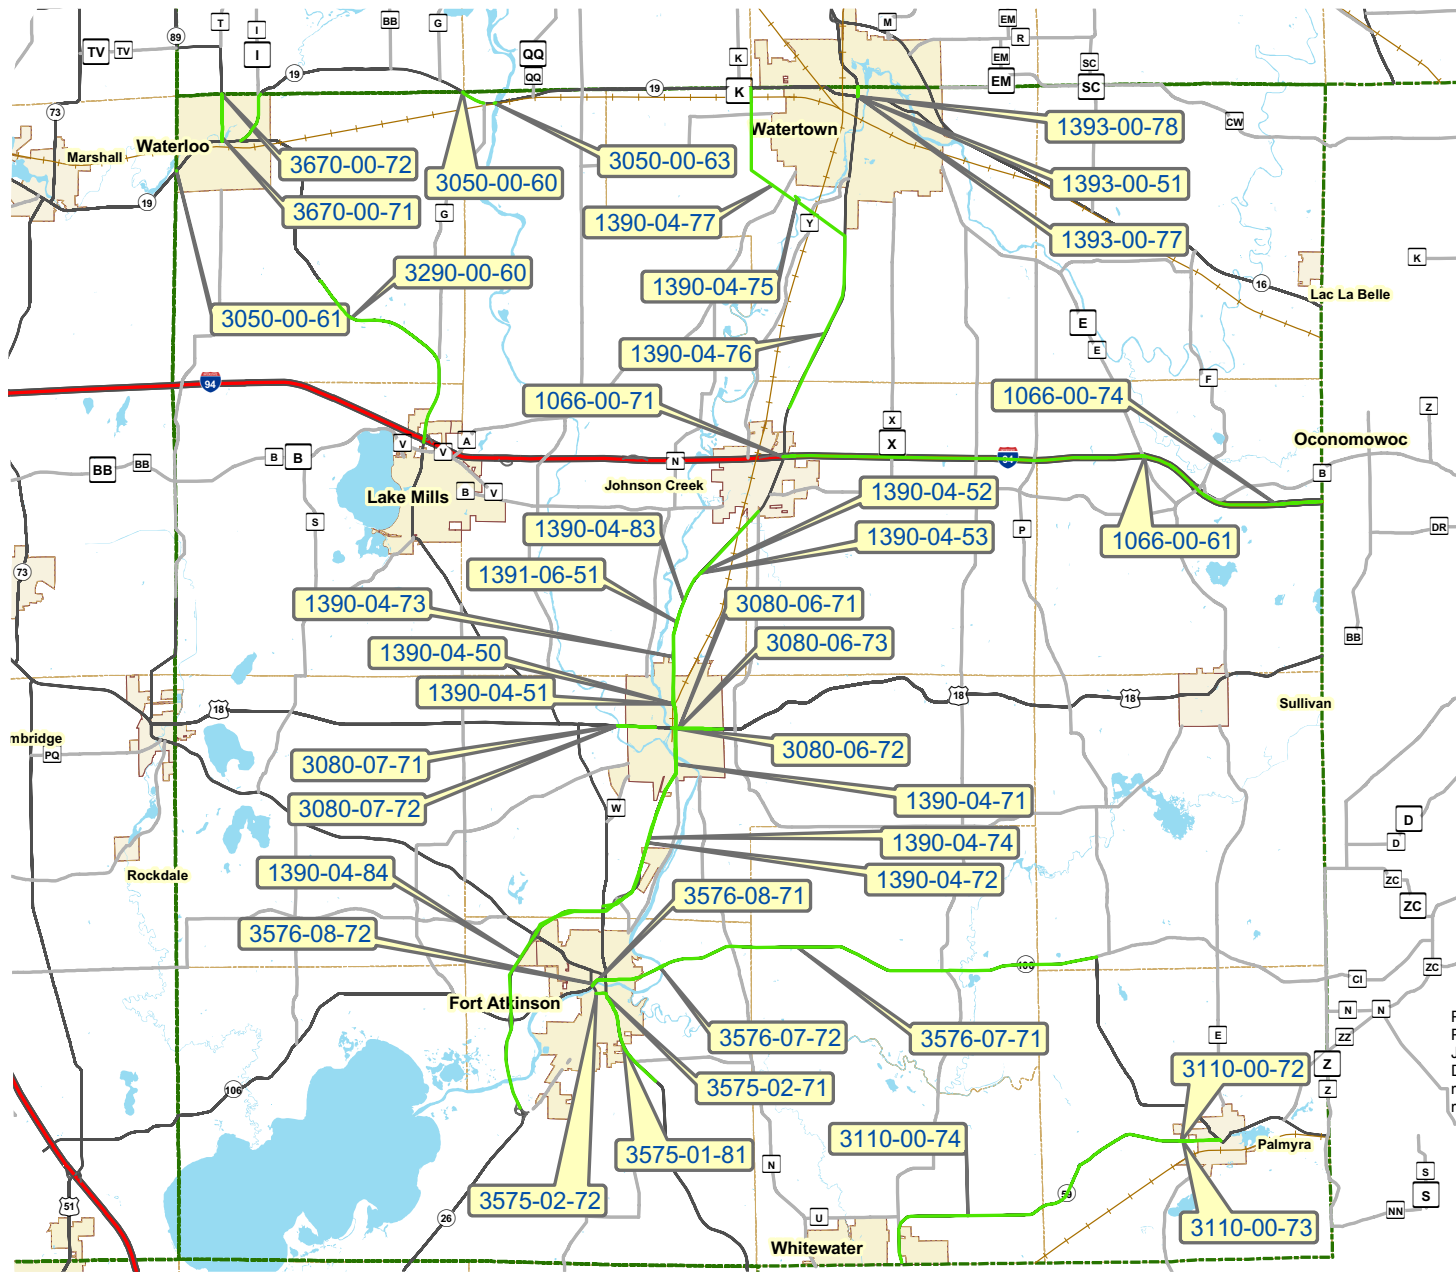 T
I
BB
G
M
EM
R
89
TV
TV
I
QQ
K
EM
SC
19
QQ
19
K
EM
SC
73
CW
Watertown
1393-00-78
Marshall
Waterloo
3670-00-72
3050-00-60
3050-00-63
1393-00-51
19
3670-00-71
G
1390-04-77
Y
1393-00-77
K
3290-00-60
1390-04-75
16
Lac La Belle
3050-00-61
E
E
1390-04-76
94
F
1066-00-71
1066-00-74
Z
X
X
Oconomowoc
V
V
A
BB
BB
B
B
N
94
B
Lake Mills
B
V
Johnson Creek
1390-04-52
S
1390-04-83
1390-04-53
P
1066-00-61
DR
73
1391-06-51
1390-04-73
3080-06-71
BB
1390-04-50
3080-06-73
1390-04-51
18
18
18
Sullivan
mbridge
PQ
3080-07-71
3080-06-72
3080-07-72
W
1390-04-71
D
1390-04-74
D
Rockdale
1390-04-84
1390-04-72
ZC
3576-08-71
ZC
3576-08-72
106
ZC
CI
Fort Atkinson
N
N
3576-07-72
3576-07-71
E
ZZ
3110-00-72
Z
106
3575-02-71
Z
3110-00-74
3575-01-81
Palmyra
N
S
3575-02-72
59
S
51
26
U
NN
3110-00-73
Whitewater